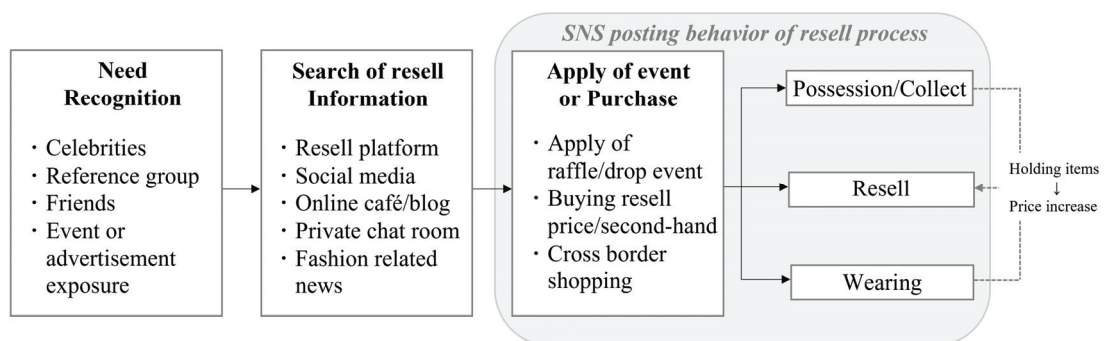 SNS posting behavior of resell process
Need
Recognition
・Celebrities
・Reference group
・Friends
・Event or
advertisement
exposure
Search of resell
Information
・Resell platform
・Social media
・Online café/blog
・Private chat room
・Fashion related
news
Apply of event
or Purchase
・Apply of
raffle/drop event
・Buying resell
price/second-hand
・Cross border
shopping
Possession/Collect
Resell
Wearing
Holding items
↓
Price increase